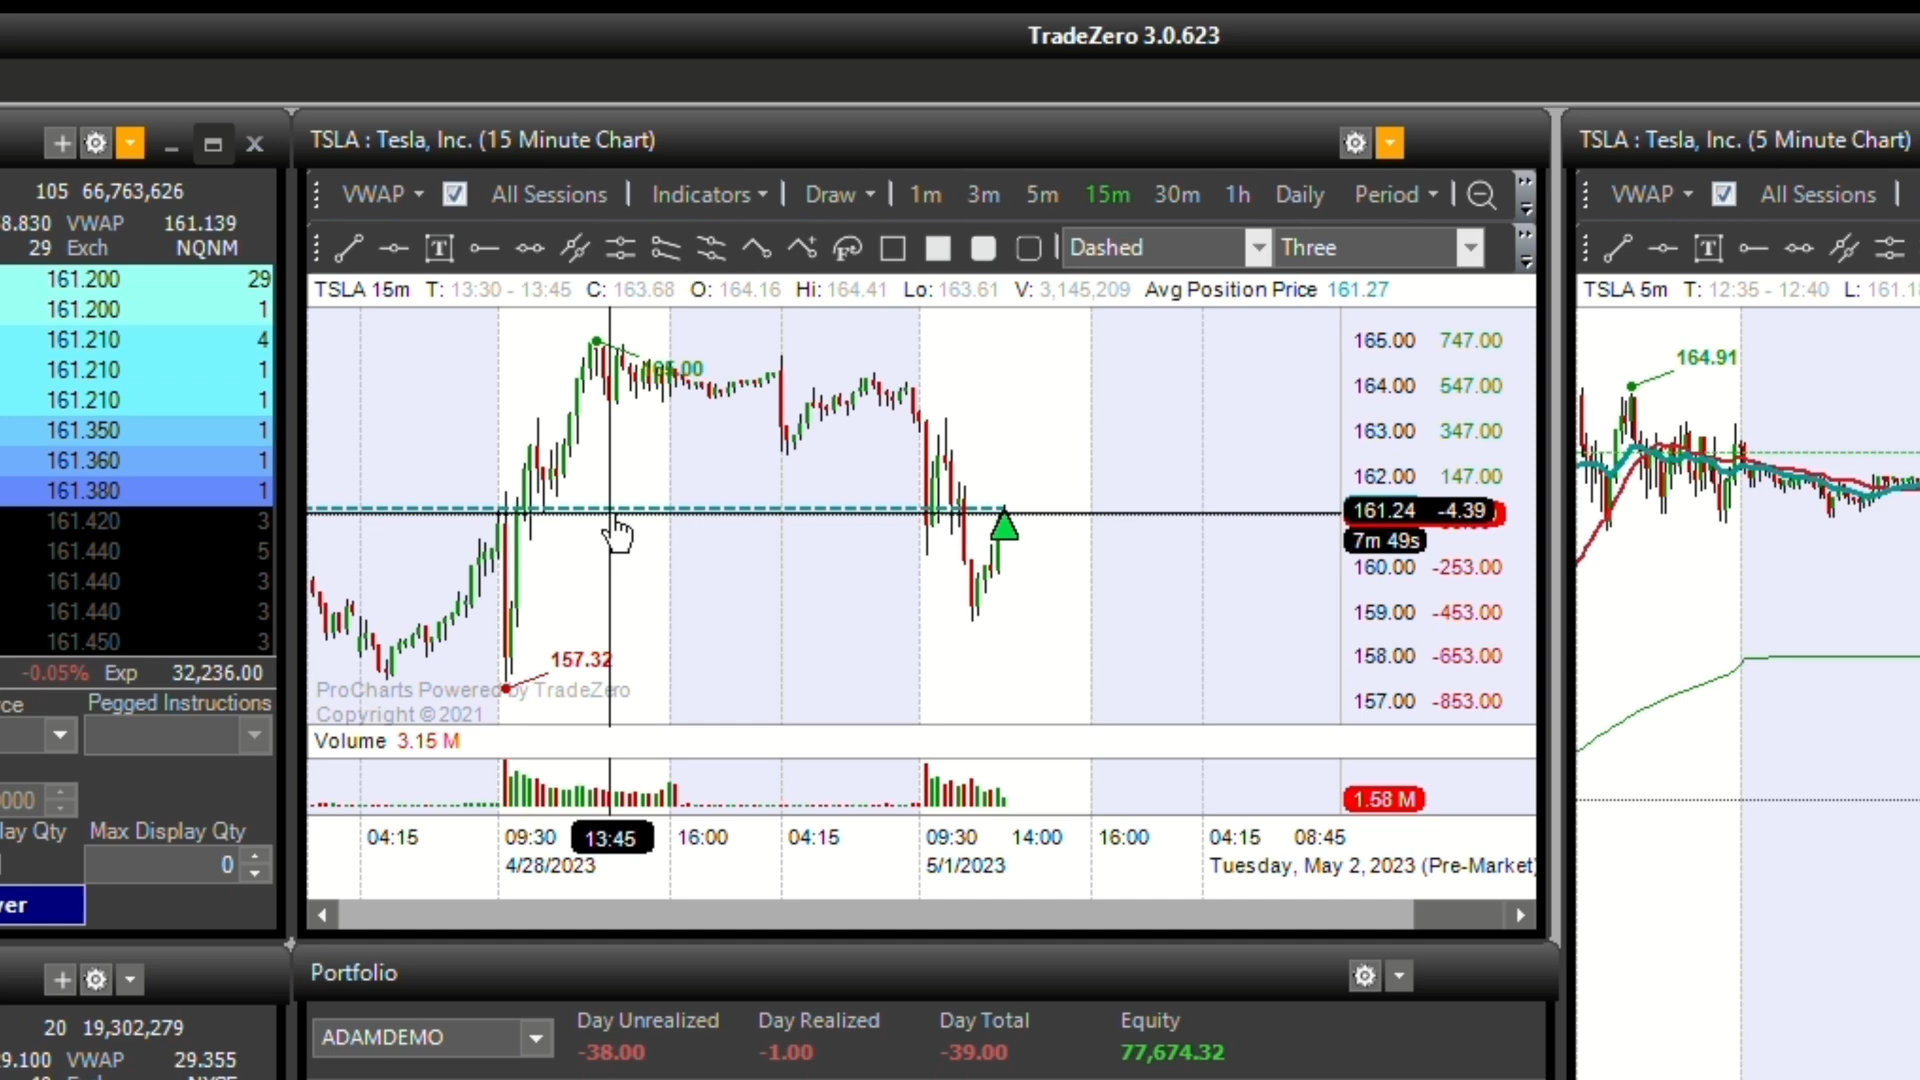 TradeZero 3.0.623
TSLA : Tesla, Inc. (15 Minute Chart)
TSLA : Tesla, Inc. (5 Minute Chart)
105 66,763,626
8.830 VWAP 161.139
29 Exch NQNM
161.200 29
161.200 1
161.210 4
161.210 1
161.210 1
161.350 1
161.360 1
161.380 1
161.420 3
161.440 5
161.440 3
161.440 3
161.450 3
-0.05% Exp 32,236.00
ce Pegged Instructions
000
lay Qty Max Display Qty
0
ver
VWAP All Sessions Indicators Draw 1m 3m 5m 15m 30m 1h Daily Period
T Dashed Three
TSLA 15m T: 13:30 - 13:45 C: 163.68 O: 164.16 Hi: 164.41 Lo: 163.61 V: 3,145,209 Avg Position Price 161.27
165.00 747.00
164.00 547.00
163.00 347.00
162.00 147.00
161.24 -4.39
7m 49s
160.00 -253.00
159.00 -453.00
158.00 -653.00
157.00 -853.00
157.32
ProCharts Powered by TradeZero
Copyright © 2021
Volume 3.15 M
1.58 M
04:15 09:30 13:45 16:00 04:15 09:30 14:00 16:00 04:15 08:45
4/28/2023 5/1/2023 Tuesday, May 2, 2023 (Pre-Market)
VWAP All Sessions
T
TSLA 5m T: 12:35 - 12:40 L: 161.1
164.91
20 19,302,279
9.100 VWAP 29.355
Portfolio
ADAMDEMO
Day Unrealized Day Realized Day Total Equity
-38.00 -1.00 -39.00 77,674.32